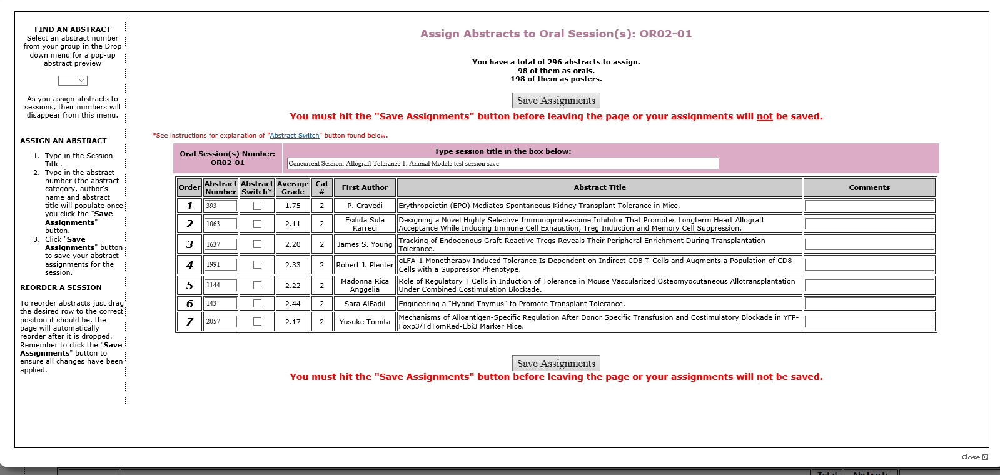 FIND AN ABSTRACT
Select an abstract number
from your group in the Drop
down menu for a pop-up
abstract preview
As you assign abstracts to
sessions, their numbers will
disappear from this menu.
ASSIGN AN ABSTRACT
1. Type in the Session
Title.
2. Type in the abstract
number (the abstract
category, author's
name and abstract
title will populate once
you click the "Save
Assignments"
button.
3. Click "Save
Assignments" button
to save your abstract
assignments for the
session.
REORDER A SESSION
To reorder abstracts just drag
the desired row to the correct
position it should be, the
page will automatically
reorder after it is dropped.
Remember to click the "Save
Assignments" button to
ensure all changes have been
applied.
Assign Abstracts to Oral Session(s): OR02-01
You have a total of 296 abstracts to assign.
98 of them as orals.
198 of them as posters.
Save Assignments
You must hit the "Save Assignments" button before leaving the page or your assignments will not be saved.
*See instructions for explanation of "Abstract Switch" button found below.
Oral Session(s) Number:
OR02-01
Type session title in the box below:
Concurrent Session: Allograft Tolerance 1: Animal Models test session save
Order Abstract Number Abstract Switch* Average Grade Cat # First Author Abstract Title Comments
1 393 1.75 2 P. Cravedi Erythropoietin (EPO) Mediates Spontaneous Kidney Transplant Tolerance in Mice.
2 1063 2.11 2 Esilida Sula Karreci Designing a Novel Highly Selective Immunoproteasome Inhibitor That Promotes Longterm Heart Allograft
Acceptance While Inducing Immune Cell Exhaustion, Treg Induction and Memory Cell Suppression.
3 1637 2.20 2 James S. Young Tracking of Endogenous Graft-Reactive Tregs Reveals Their Peripheral Enrichment During Transplantation
Tolerance.
4 1991 2.33 2 Robert J. Plenter αLFA-1 Monotherapy Induced Tolerance Is Dependent on Indirect CD8 T-Cells and Augments a Population of CD8
Cells with a Suppressor Phenotype.
5 1144 2.22 2 Madonna Rica Anggelia Role of Regulatory T Cells in Induction of Tolerance in Mouse Vascularized Osteomyocutaneous Allotransplantation
Under Combined Costimulation Blockade.
6 143 2.44 2 Sara AlFadil Engineering a “Hybrid Thymus” to Promote Transplant Tolerance.
7 2057 2.17 2 Yusuke Tomita Mechanisms of Alloantigen-Specific Regulation After Donor Specific Transfusion and Costimulatory Blockade in YFP-
Foxp3/TdTomRed-Ebi3 Marker Mice.
Save Assignments
You must hit the "Save Assignments" button before leaving the page or your assignments will not be saved.
Close
Total Abstracts